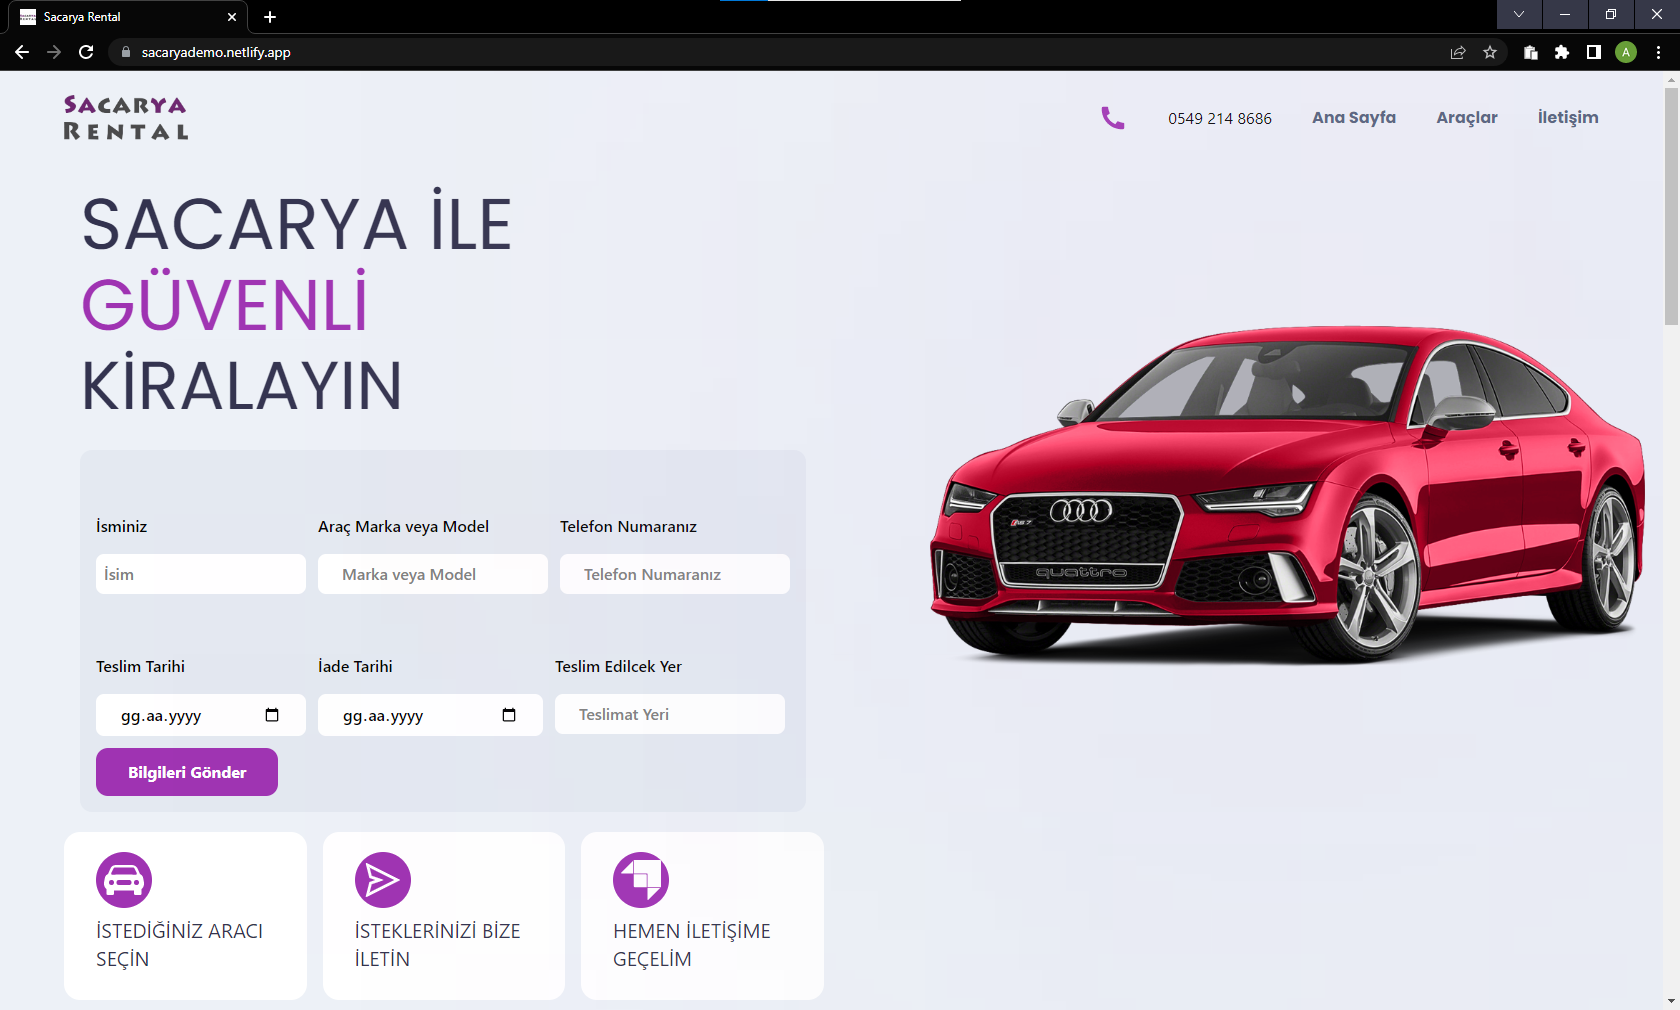 Sacarya Rental
sacaryademo.netlify.app
A
SACARYA
RENTAL
0549 214 8686
Ana Sayfa
Araçlar
İletişim
SACARYA İLE
GÜVENLİ
KİRALAYIN
İsminiz
Araç Marka veya Model
Telefon Numaranız
İsim
Marka veya Model
Telefon Numaranız
Teslim Tarihi
İade Tarihi
Teslim Edilcek Yer
gg.aa.yyyy
gg.aa.yyyy
Teslimat Yeri
Bilgileri Gönder
İSTEDİĞİNİZ ARACI
SEÇİN
İSTEKLERİNİZİ BİZE
İLETİN
HEMEN İLETİŞİME
GEÇELİM
RS7
quattro